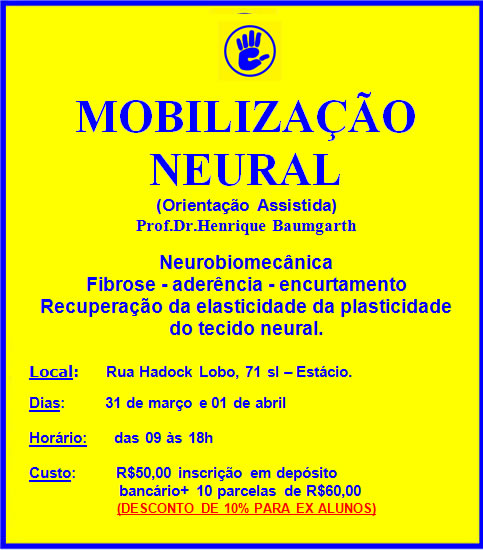 MOBILIZAÇÃO
NEURAL
(Orientação Assistida)
Prof.Dr.Henrique Baumgarth
Neurobiomecânica
Fibrose - aderência - encurtamento
Recuperação da elasticidade da plasticidade
do tecido neural.
Local: Rua Hadock Lobo, 71 sl – Estácio.
Dias: 31 de março e 01 de abril
Horário: das 09 às 18h
Custo: R$50,00 inscrição em depósito
bancário+ 10 parcelas de R$60,00
(DESCONTO DE 10% PARA EX ALUNOS)